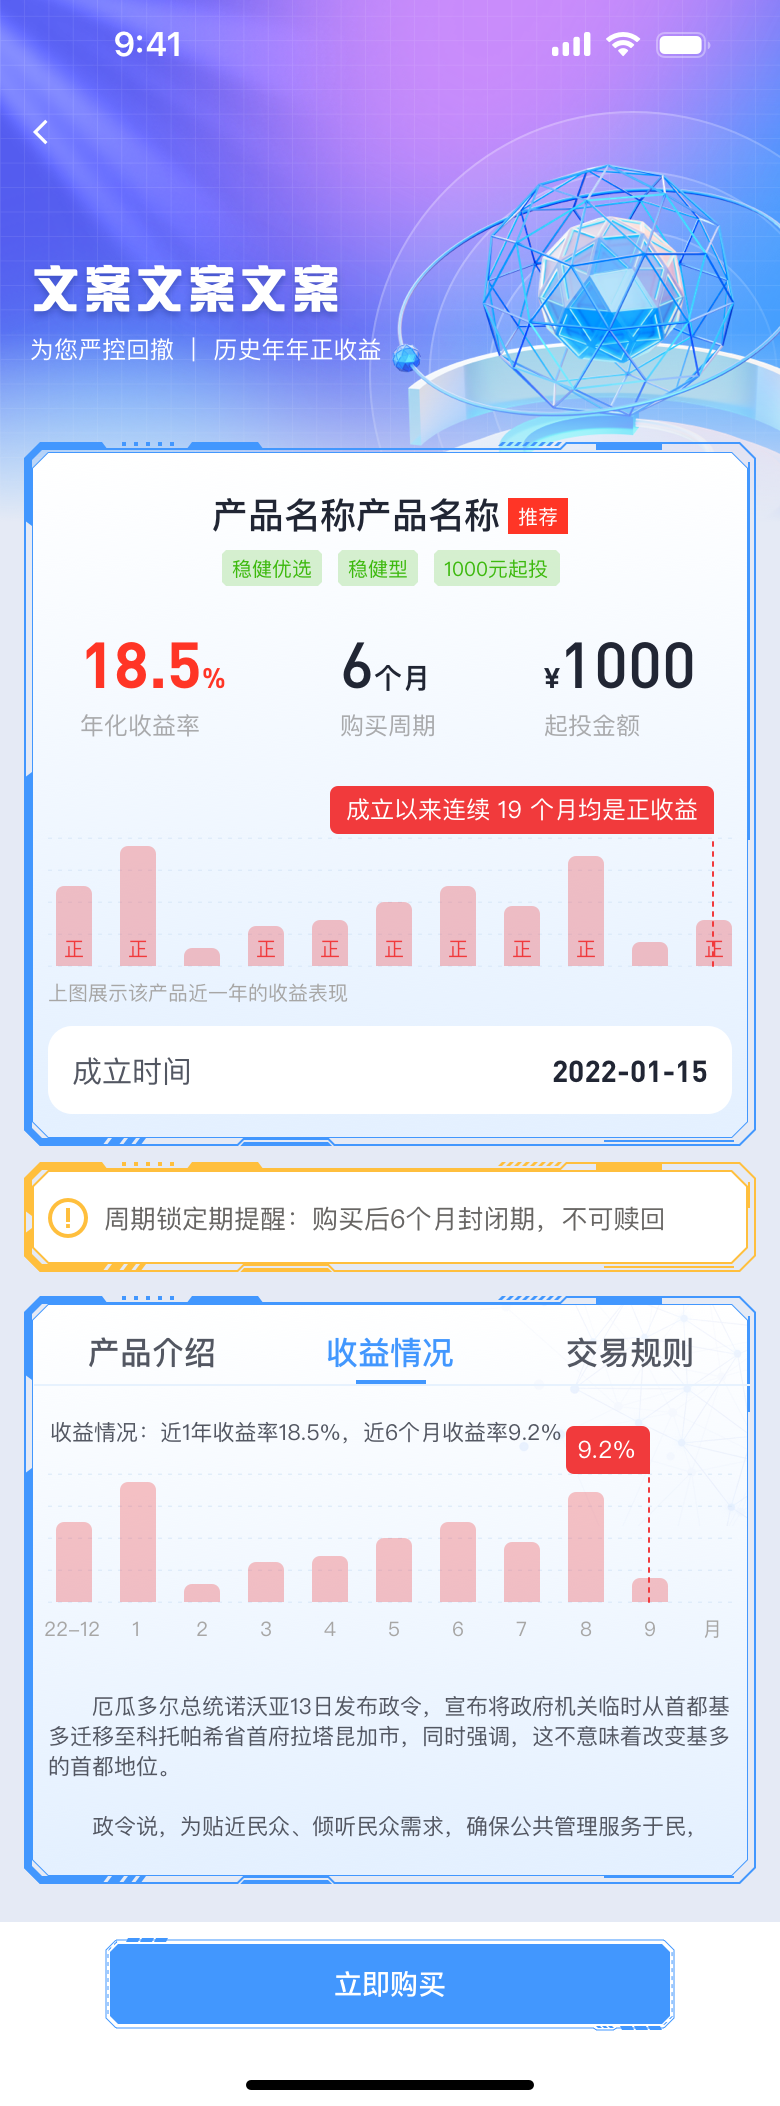 9:41
文案文案文案
为您严控回撤 | 历史年年正收益
产品名称产品名称 推荐
稳健优选 稳健型 1000元起投
18.5% 6个月 ¥1000
年化收益率 购买周期 起投金额
成立以来连续 19 个月均是正收益
正 正 正 正 正 正 正 正 正
上图展示该产品近一年的收益表现
成立时间 2022-01-15
周期锁定期提醒：购买后6个月封闭期，不可赎回
产品介绍 收益情况 交易规则
收益情况：近1年收益率18.5%，近6个月收益率9.2%
9.2%
22-12 1 2 3 4 5 6 7 8 9 月
厄瓜多尔总统诺沃亚13日发布政令，宣布将政府机关临时从首都基
多迁移至科托帕希省首府拉塔昆加市，同时强调，这不意味着改变基多
的首都地位。
政令说，为贴近民众、倾听民众需求，确保公共管理服务于民，
立即购买